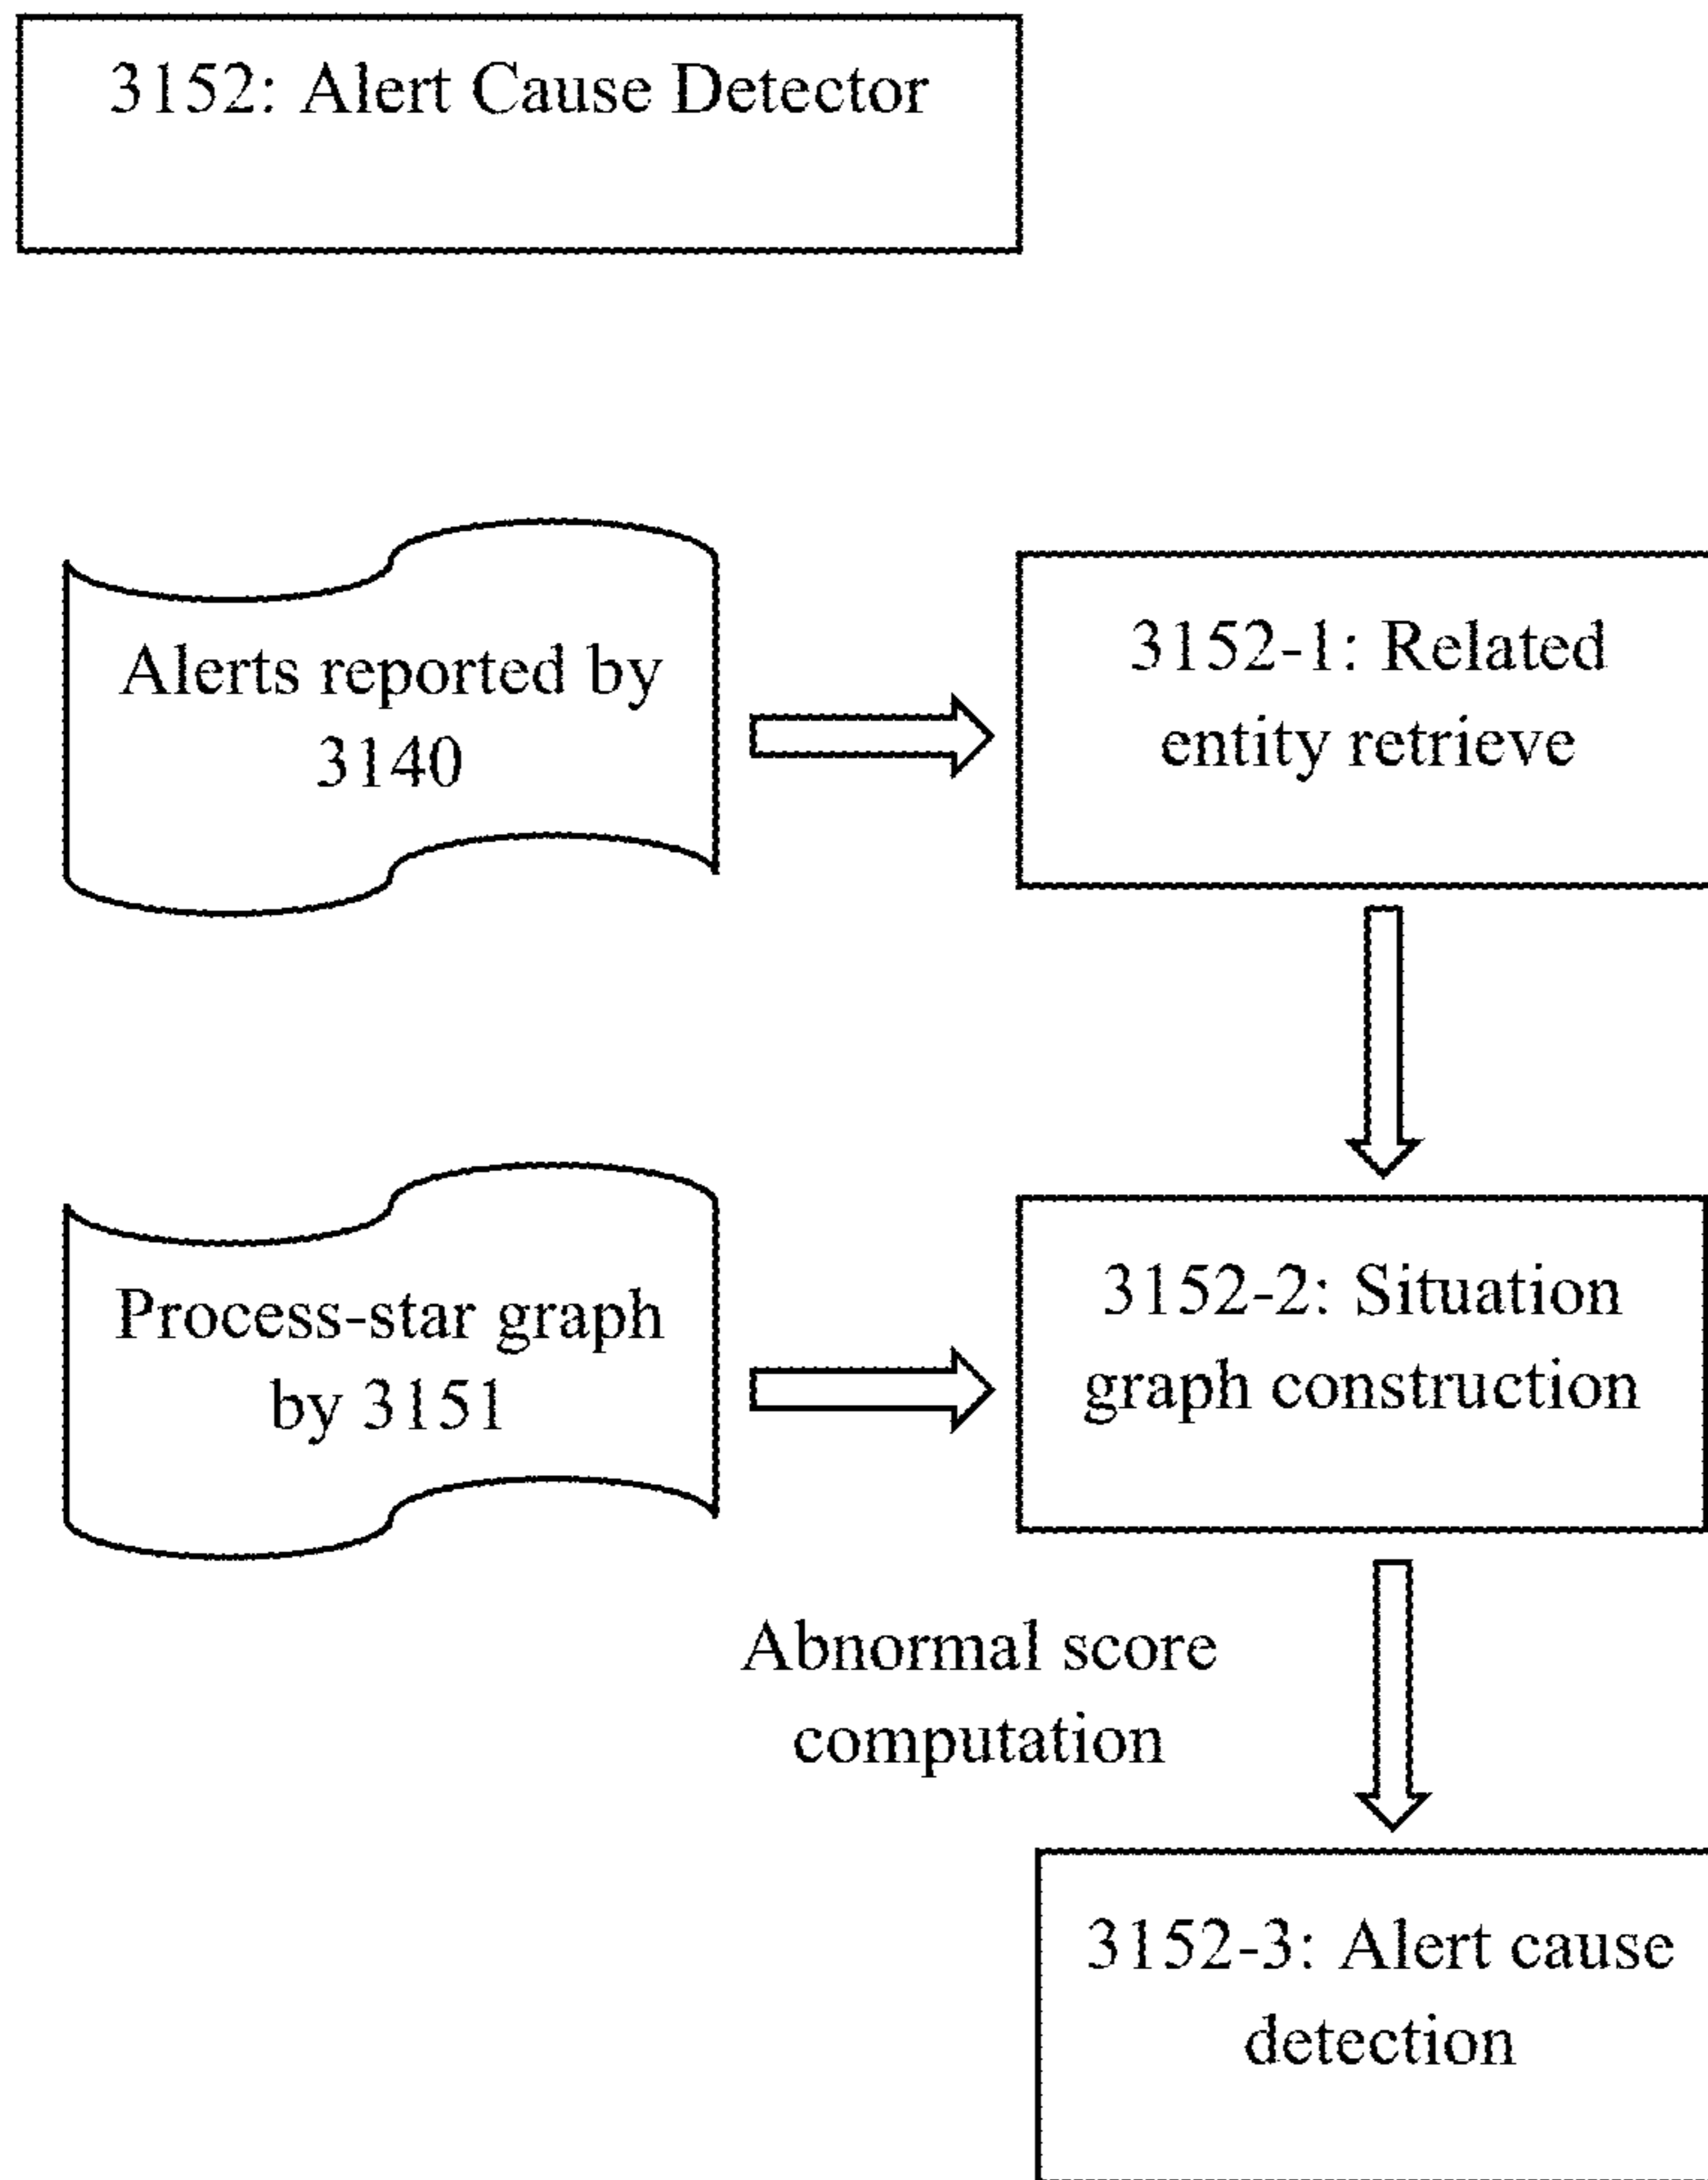 3152: Alert Cause Detector
Alerts reported by
3140
3152-1: Related
entity retrieve
Process-star graph
by 3151
3152-2: Situation
graph construction
Abnormal score
computation
3152-3: Alert cause
detection